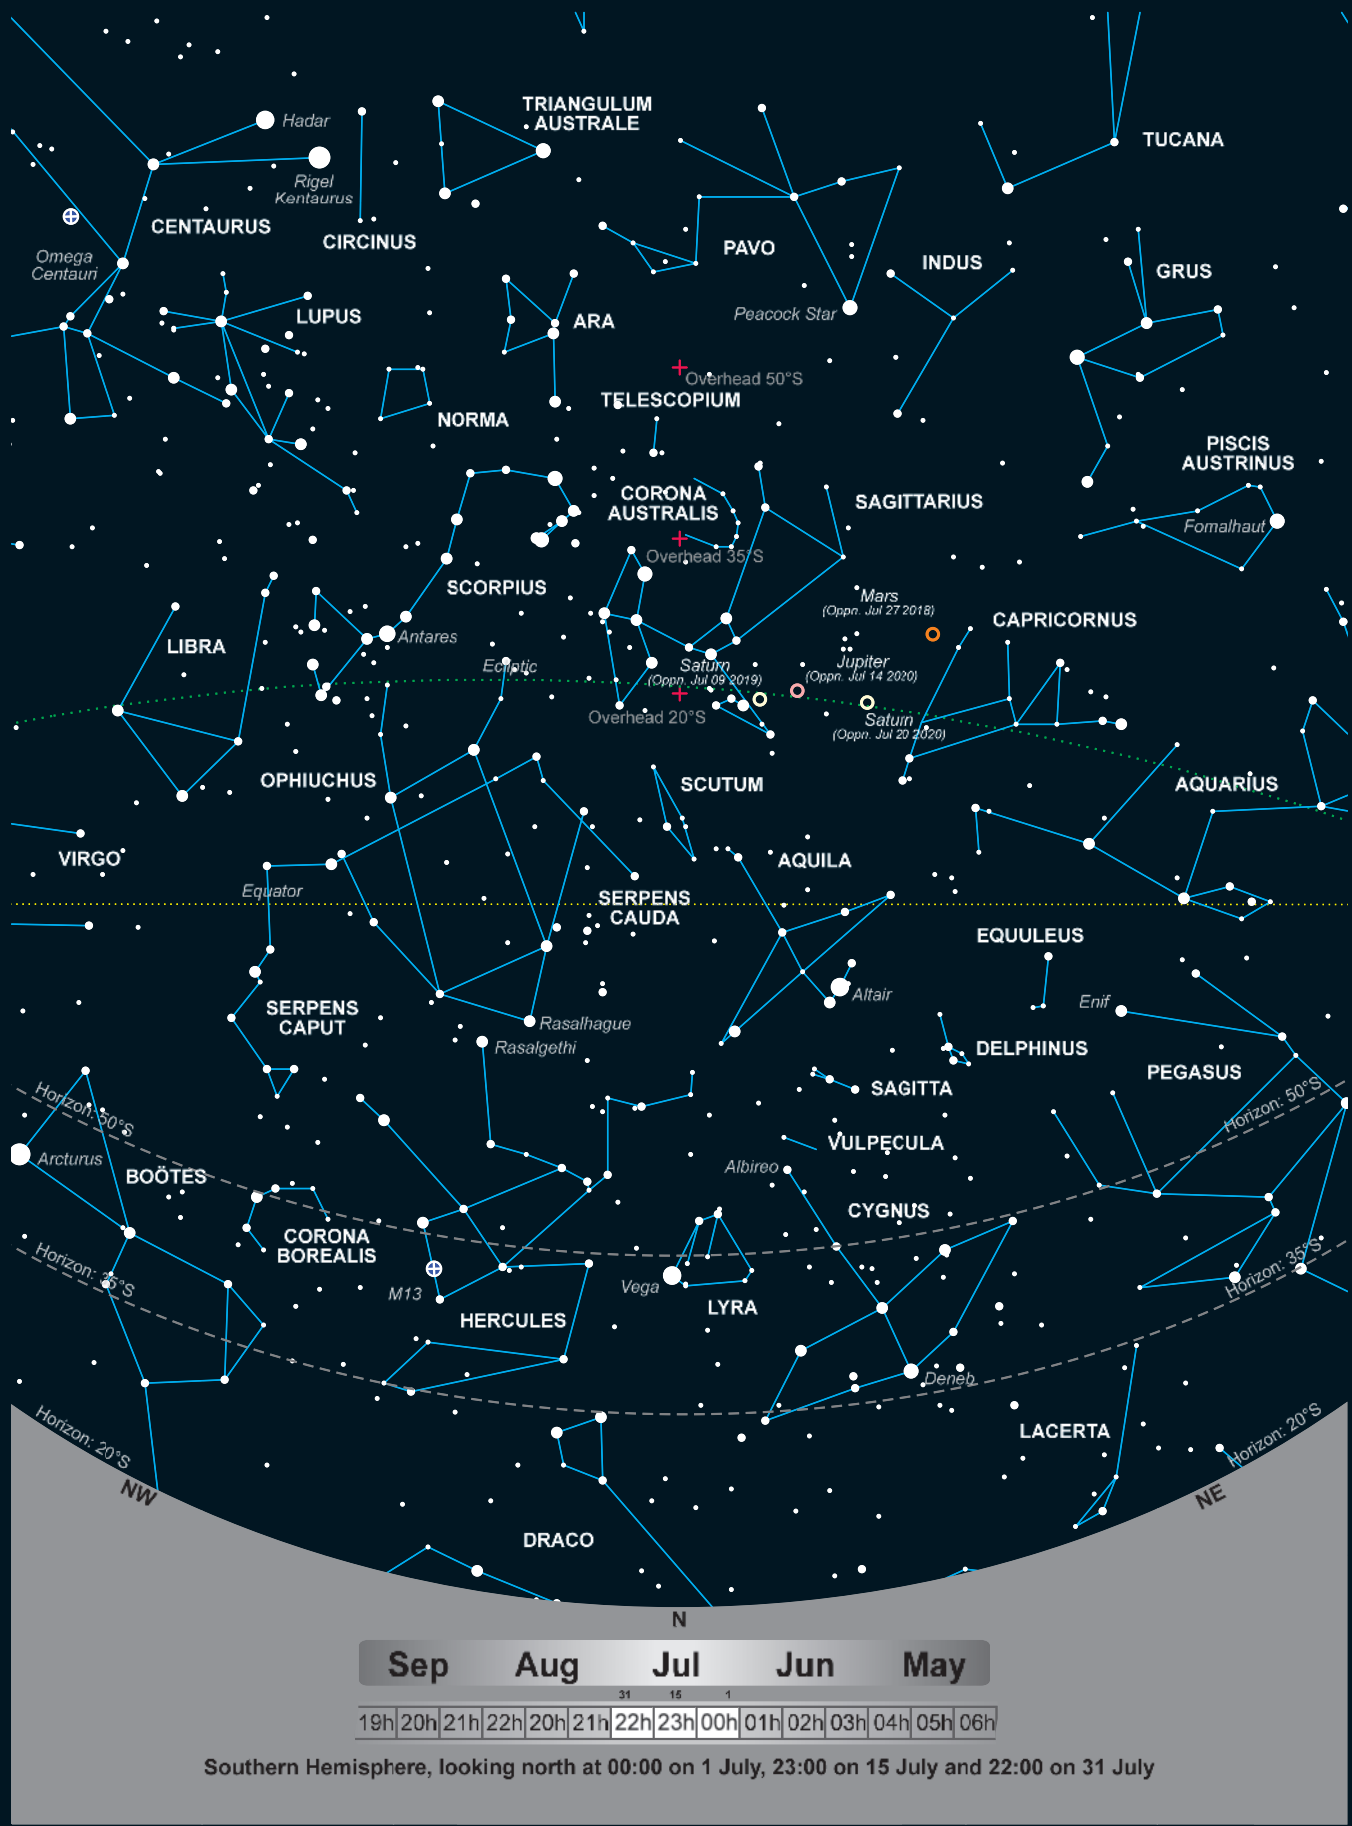 TRIANGULUM
AUSTRALE
Hadar
TUCANA
Rigel
Kentaurus
CENTAURUS
CIRCINUS
PAVO
INDUS
GRUS
Omega
Centauri
LUPUS
ARA
Peacock Star
Overhead 50°S
TELESCOPIUM
NORMA
PISCIS
AUSTRINUS
CORONA
AUSTRALIS
SAGITTARIUS
Fomalhaut
Overhead 35°S
SCORPIUS
Mars
(Oppn. Jul 27 2018)
CAPRICORNUS
Antares
LIBRA
Ecliptic
Saturn
(Oppn. Jul 09 2019)
Jupiter
(Oppn. Jul 14 2020)
Overhead 20°S
Saturn
(Oppn. Jul 20 2020)
OPHIUCHUS
SCUTUM
AQUARIUS
VIRGO
AQUILA
Equator
SERPENS
CAUDA
EQUULEUS
Altair
Enif
SERPENS
CAPUT
Rasalhague
Rasalgethi
DELPHINUS
PEGASUS
SAGITTA
Horizon: 50°S
Horizon: 50°S
VULPECULA
Arcturus
BOÖTES
Albireo
CYGNUS
CORONA
BOREALIS
Horizon: 35°S
Horizon: 35°S
M13
Vega
LYRA
HERCULES
Deneb
Horizon: 20°S
Horizon: 20°S
LACERTA
NW
NE
DRACO
N
Sep Aug Jul Jun May
31 15 1
19h 20h 21h 22h 20h 21h 22h 23h 00h 01h 02h 03h 04h 05h 06h
Southern Hemisphere, looking north at 00:00 on 1 July, 23:00 on 15 July and 22:00 on 31 July